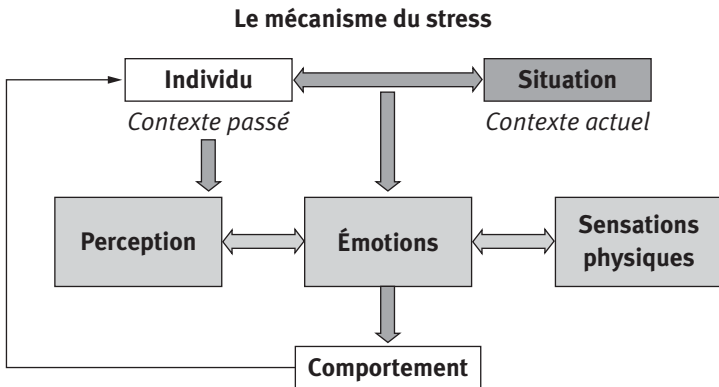 Le mécanisme du stress
Individu
Situation
Contexte passé
Contexte actuel
Perception
Émotions
Sensations
physiques
Comportement